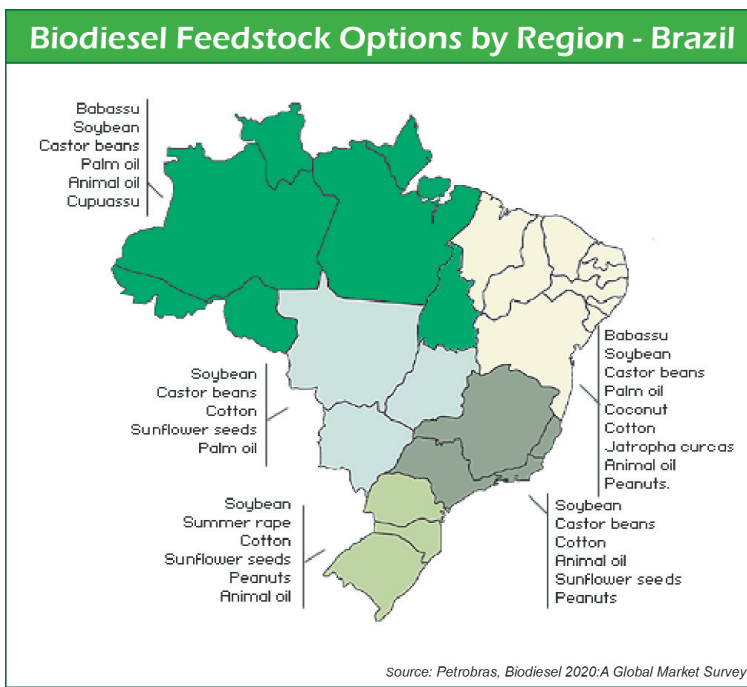 Biodiesel Feedstock Options by Region - Brazil
Babassu
Soybean
Castor beans
Palm oil
Animal oil
Cupuassu
Babassu
Soybean
Castor beans
Palm oil
Coconut
Cotton
Jatropha curcas
Animal oil
Peanuts.
Soybean
Castor beans
Cotton
Sunflower seeds
Palm oil
Soybean
Summer rape
Cotton
Sunflower seeds
Peanuts
Animal oil
Soybean
Castor beans
Cotton
Animal oil
Sunflower seeds
Peanuts
Source: Petrobras, Biodiesel 2020:A Global Market Survey